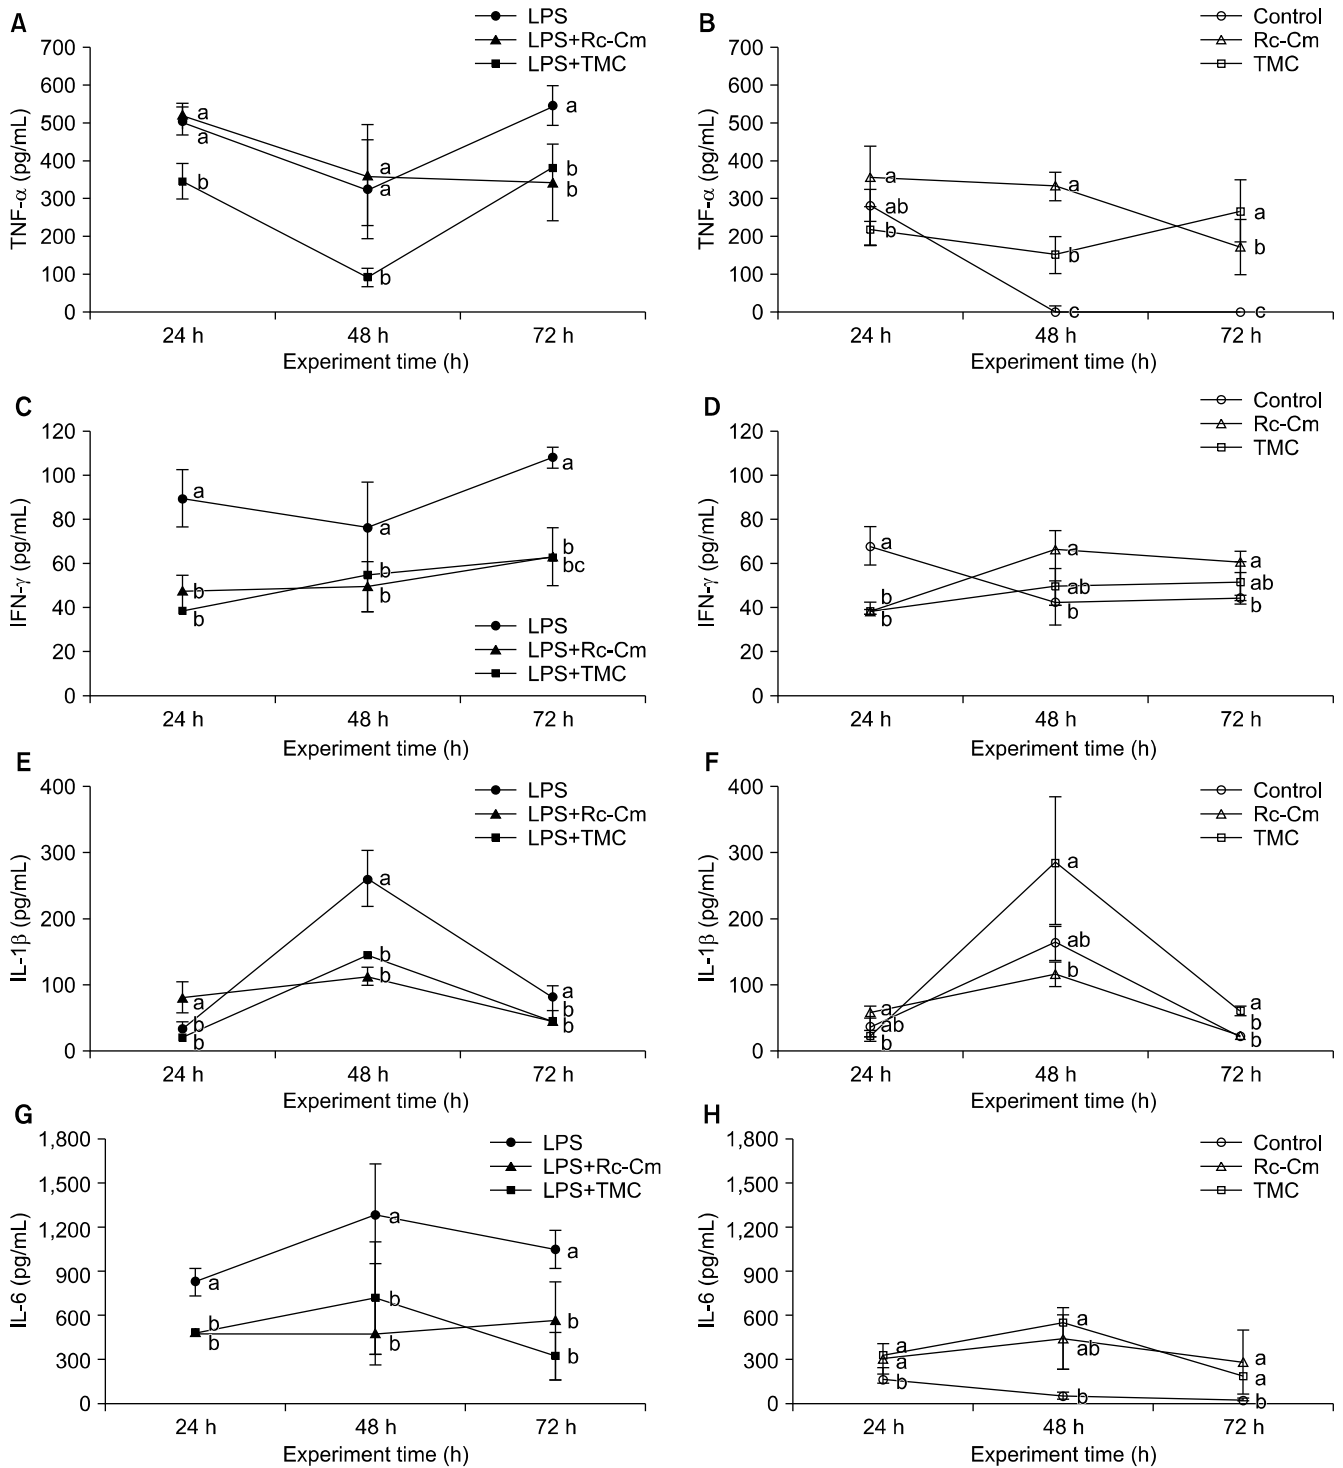 A
LPS
LPS+Rc-Cm
LPS+TMC
700
600
500
400
300
200
100
0
TNF-α (pg/mL)
a
a
b
a
a
b
a
b
b
24 h
48 h
72 h
Experiment time (h)
B
Control
Rc-Cm
TMC
700
600
500
400
300
200
100
0
TNF-α (pg/mL)
a
ab
b
a
b
c
a
b
c
24 h
48 h
72 h
Experiment time (h)
C
120
100
80
60
40
20
0
IFN-γ (pg/mL)
a
b
b
a
b
b
a
b
bc
LPS
LPS+Rc-Cm
LPS+TMC
24 h
48 h
72 h
Experiment time (h)
D
Control
Rc-Cm
TMC
120
100
80
60
40
20
0
IFN-γ (pg/mL)
a
b
b
a
ab
b
a
ab
b
24 h
48 h
72 h
Experiment time (h)
E
LPS
LPS+Rc-Cm
LPS+TMC
400
300
200
100
0
IL-1β (pg/mL)
a
b
b
a
b
b
a
b
b
24 h
48 h
72 h
Experiment time (h)
F
Control
Rc-Cm
TMC
400
300
200
100
0
IL-1β (pg/mL)
a
ab
b
a
ab
b
a
b
b
24 h
48 h
72 h
Experiment time (h)
G
LPS
LPS+Rc-Cm
LPS+TMC
1,800
1,500
1,200
900
600
300
0
IL-6 (pg/mL)
a
b
b
a
b
b
a
b
b
24 h
48 h
72 h
Experiment time (h)
H
Control
Rc-Cm
TMC
1,800
1,500
1,200
900
600
300
0
IL-6 (pg/mL)
a
a
b
a
ab
b
a
a
b
24 h
48 h
72 h
Experiment time (h)